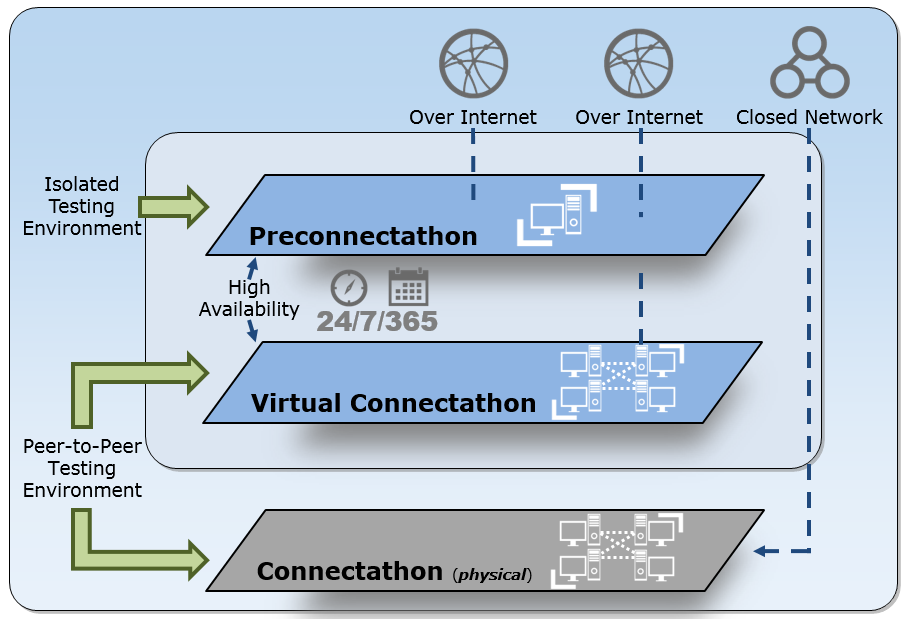 Over Internet
Over Internet
Closed Network
Isolated
Testing
Environment
Preconnectathon
High
Availability
24/7/365
Virtual Connectathon
Peer-to-Peer
Testing
Environment
Connectathon (physical)